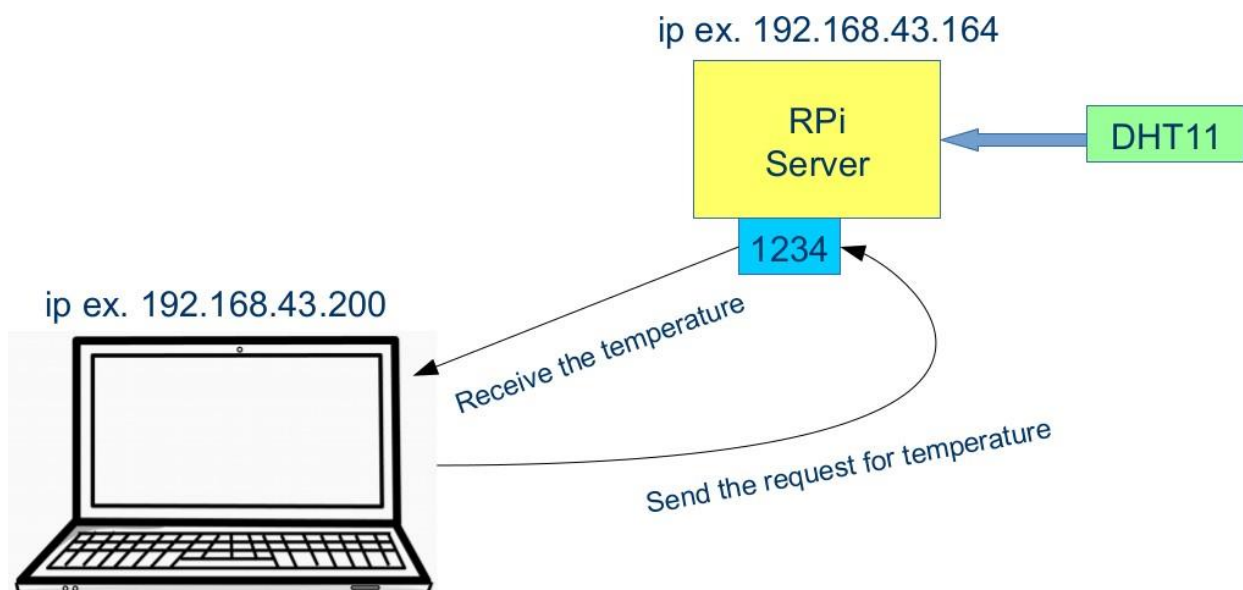 ip ex. 192.168.43.164
RPi
Server
DHT11
1234
ip ex. 192.168.43.200
Receive the temperature
Send the request for temperature